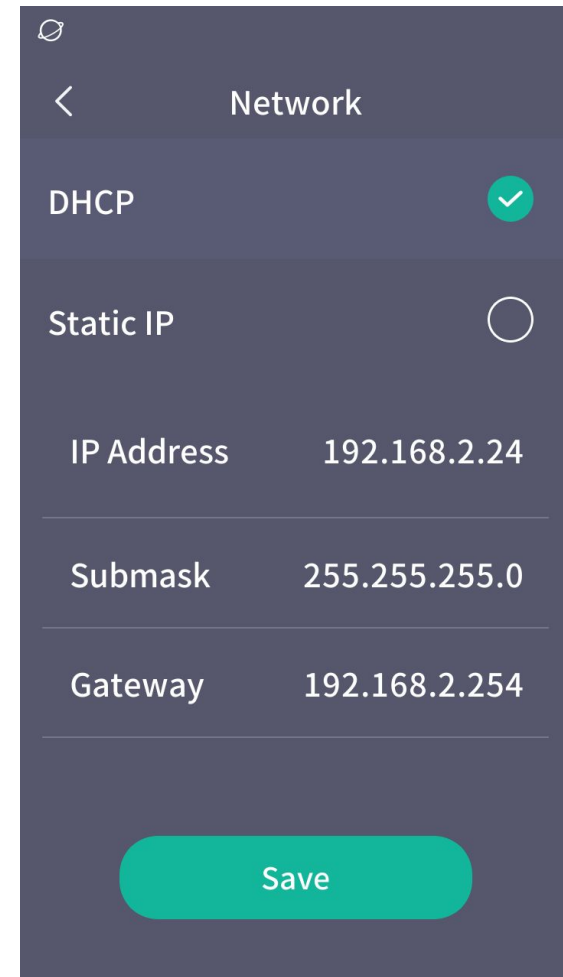 Network
DHCP
Static IP
IP Address 192.168.2.24
Submask 255.255.255.0
Gateway 192.168.2.254
Save